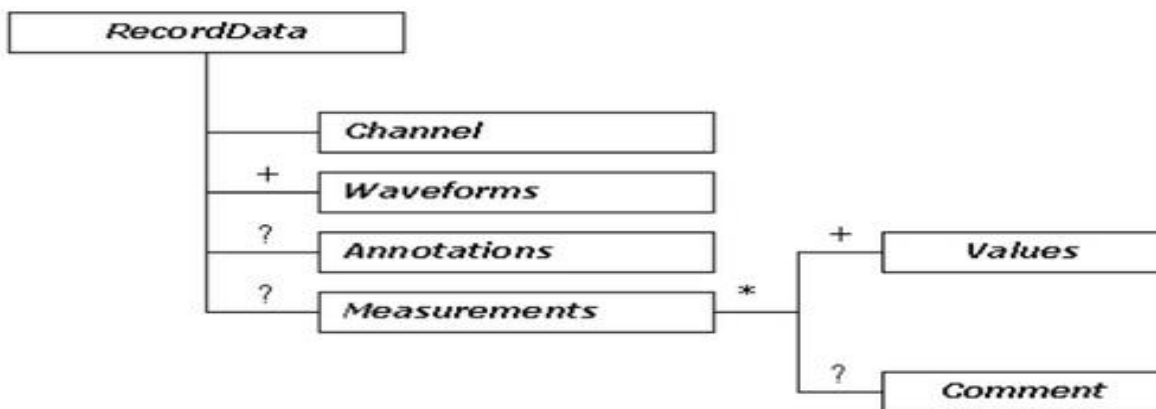 RecordData
Channel
+
Waveforms
?
Annotations
+
Values
?
Measurements
*
?
Comment